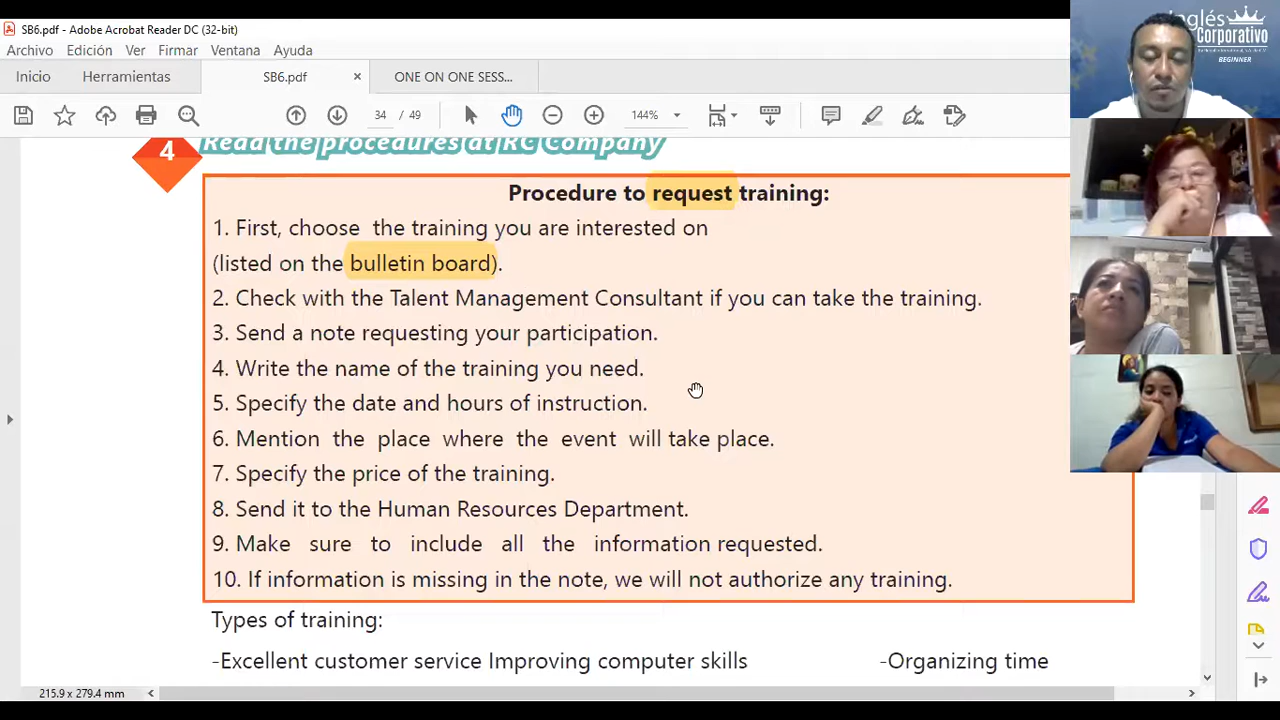 SB6.pdf - Adobe Acrobat Reader DC (32-bit)
Archivo Edición Ver Firmar Ventana Ayuda
Inicio Herramientas SB6.pdf × ONE ON ONE SESS...
34 / 49 144%
inglés
Corporativo
BEGINNER
4 Read the procedures at RC Company
Procedure to request training:
1. First, choose the training you are interested on
(listed on the bulletin board).
2. Check with the Talent Management Consultant if you can take the training.
3. Send a note requesting your participation.
4. Write the name of the training you need.
5. Specify the date and hours of instruction.
6. Mention the place where the event will take place.
7. Specify the price of the training.
8. Send it to the Human Resources Department.
9. Make sure to include all the information requested.
10. If information is missing in the note, we will not authorize any training.
Types of training:
-Excellent customer service Improving computer skills -Organizing time
215.9 x 279.4 mm